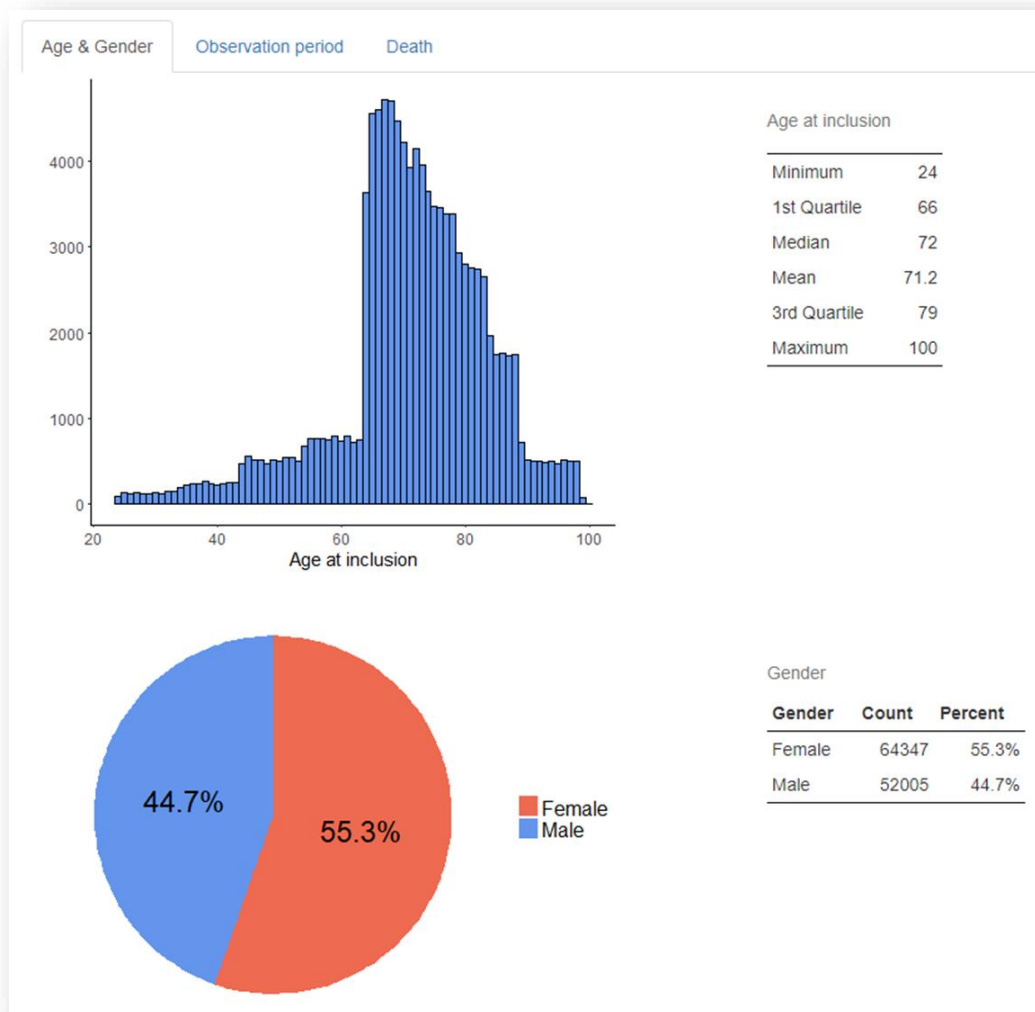 Age & Gender Observation period Death
4000
3000
2000
1000
0
20 40 60 80 100
Age at inclusion
Age at inclusion
Minimum 24
1st Quartile 66
Median 72
Mean 71.2
3rd Quartile 79
Maximum 100
44.7%
55.3%
Female
Male
Gender
Gender Count Percent
Female 64347 55.3%
Male 52005 44.7%